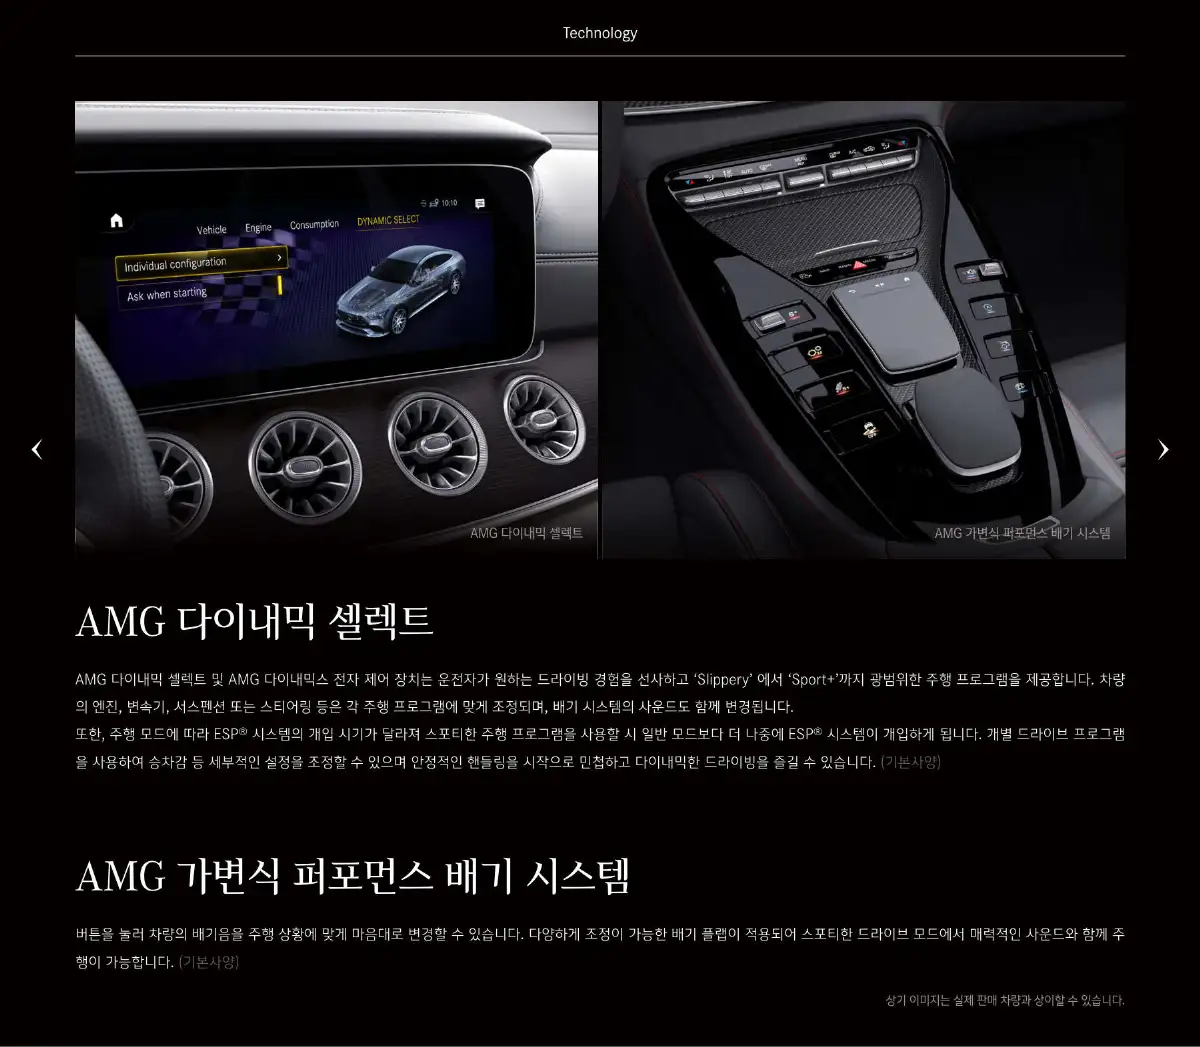 Technology
10:10
Vehicle Engine Consumption DYNAMIC SELECT
Individual configuration
Ask when starting
AMG 다이내믹 셀렉트
AMG 가변식 퍼포먼스 배기 시스템
AMG 다이내믹 셀렉트
AMG 다이내믹 셀렉트 및 AMG 다이내믹스 전자 제어 장치는 운전자가 원하는 드라이빙 경험을 선사하고 ‘Slippery’ 에서 ‘Sport+’까지 광범위한 주행 프로그램을 제공합니다. 차량
의 엔진, 변속기, 서스펜션 또는 스티어링 등은 각 주행 프로그램에 맞게 조정되며, 배기 시스템의 사운드도 함께 변경됩니다.
또한, 주행 모드에 따라 ESP® 시스템의 개입 시기가 달라져 스포티한 주행 프로그램을 사용할 시 일반 모드보다 더 나중에 ESP® 시스템이 개입하게 됩니다. 개별 드라이브 프로그램
을 사용하여 승차감 등 세부적인 설정을 조정할 수 있으며 안정적인 핸들링을 시작으로 민첩하고 다이내믹한 드라이빙을 즐길 수 있습니다. (기본사양)
AMG 가변식 퍼포먼스 배기 시스템
버튼을 눌러 차량의 배기음을 주행 상황에 맞게 마음대로 변경할 수 있습니다. 다양하게 조정이 가능한 배기 플랩이 적용되어 스포티한 드라이브 모드에서 매력적인 사운드와 함께 주
행이 가능합니다. (기본사양)
상기 이미지는 실제 판매 차량과 상이할 수 있습니다.